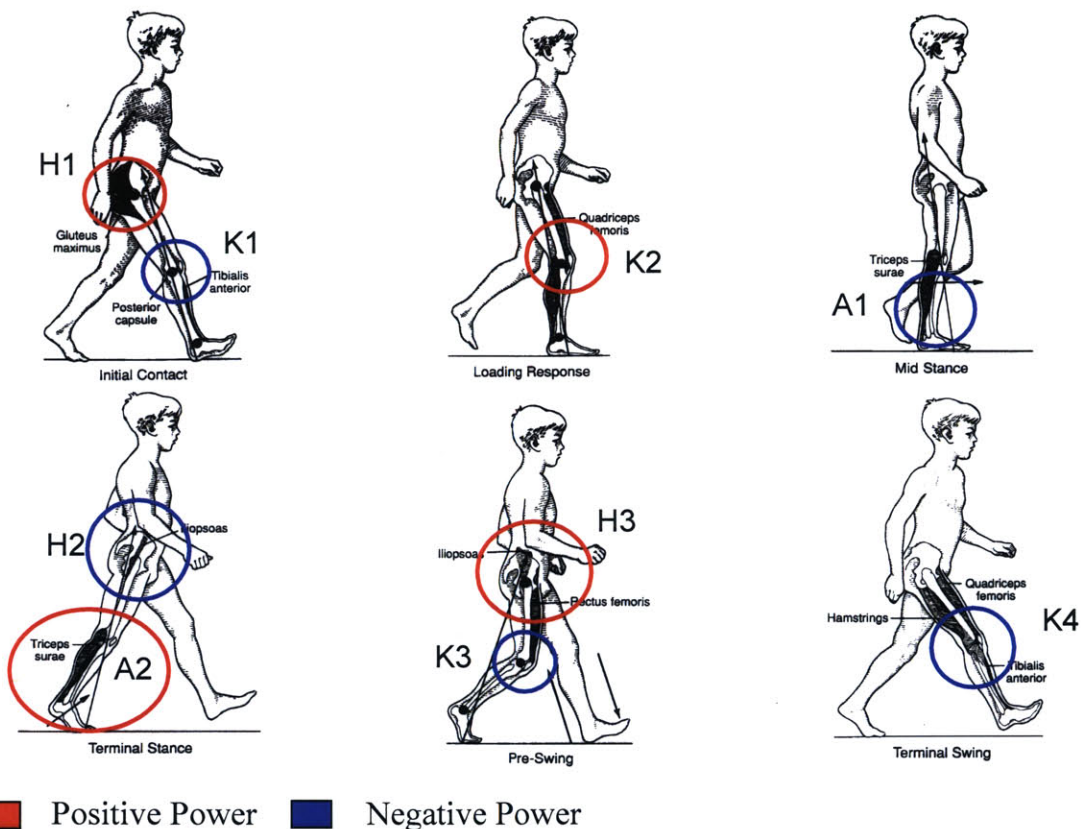 H1
Gluteus
maximus
K1
Tibialis
anterior
Posterior
capsule
Initial Contact
Quadriceps
femoris
K2
Loading Response
Triceps
surae
A1
Mid Stance
H2
Iliopsoas
Triceps
surae
A2
Terminal Stance
H3
Iliopsoas
Rectus femoris
K3
Pre-Swing
Quadriceps
femoris
Hamstrings
K4
Tibialis
anterior
Terminal Swing
Positive Power Negative Power